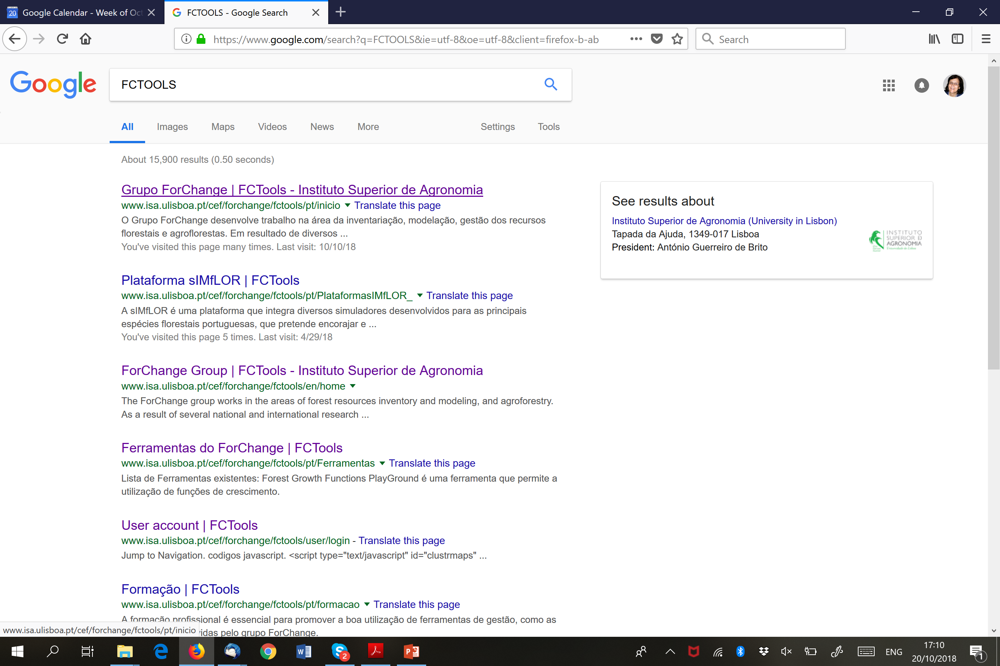 20 Google Calendar - Week of Oct
FCTOOLS - Google Search
https://www.google.com/search?q=FCTOOLS&ie=utf-8&oe=utf-8&client=firefox-b-ab
Search
Google
FCTOOLS
All Images Maps Videos News More Settings Tools
About 15,900 results (0.50 seconds)
Grupo ForChange | FCTools - Instituto Superior de Agronomia
www.isa.ulisboa.pt/cef/forchange/fctools/pt/inicio Translate this page
O Grupo ForChange desenvolve trabalho na área da inventariação, modelação, gestão dos recursos
florestais e agroflorestas. Em resultado de diversos ...
You've visited this page many times. Last visit: 10/10/18
Plataforma sIMfLOR | FCTools
www.isa.ulisboa.pt/cef/forchange/fctools/pt/PlataformasIMfLOR_ Translate this page
A sIMfLOR é uma plataforma que integra diversos simuladores desenvolvidos para as principais
espécies florestais portuguesas, que pretende encorajar e ...
You've visited this page 5 times. Last visit: 4/29/18
ForChange Group | FCTools - Instituto Superior de Agronomia
www.isa.ulisboa.pt/cef/forchange/fctools/en/home
The ForChange group works in the areas of forest resources inventory and modeling, and agroforestry.
As a result of several national and international research ...
Ferramentas do ForChange | FCTools
www.isa.ulisboa.pt/cef/forchange/fctools/pt/Ferramentas Translate this page
Lista de Ferramentas existentes: Forest Growth Functions PlayGround é uma ferramenta que permite a
utilização de funções de crescimento.
User account | FCTools
www.isa.ulisboa.pt/cef/forchange/fctools/user/login - Translate this page
Jump to Navigation. codigos javascript. <script type="text/javascript" id="clustrmaps" ...
Formação | FCTools
www.isa.ulisboa.pt/cef/forchange/fctools/pt/formacao Translate this page
A formação profissional é essencial para promover a boa utilização de ferramentas de gestão, como as
vidas pelo grupo ForChange.
www.isa.ulisboa.pt/cef/forchange/fctools/pt/inicio
See results about
Instituto Superior de Agronomia (University in Lisbon)
Tapada da Ajuda, 1349-017 Lisboa
President: António Guerreiro de Brito
INSTITUTO
SUPERIOR D
AGRONOMIA
Universidade de Lisboa
2
ENG
17:10
20/10/2018
1